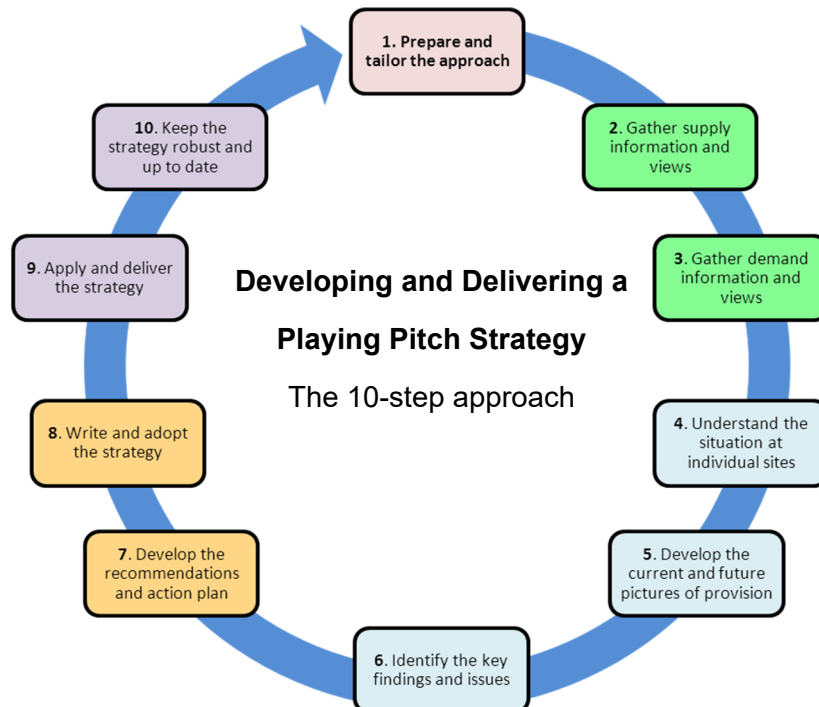 1. Prepare and
tailor the approach
2. Gather supply
information and
views
3. Gather demand
information and
views
4. Understand the
situation at
individual sites
5. Develop the
current and future
pictures of provision
6. Identify the key
findings and issues
7. Develop the
recommendations
and action plan
8. Write and adopt
the strategy
9. Apply and deliver
the strategy
10. Keep the
strategy robust and
up to date
Developing and Delivering a
Playing Pitch Strategy
The 10-step approach